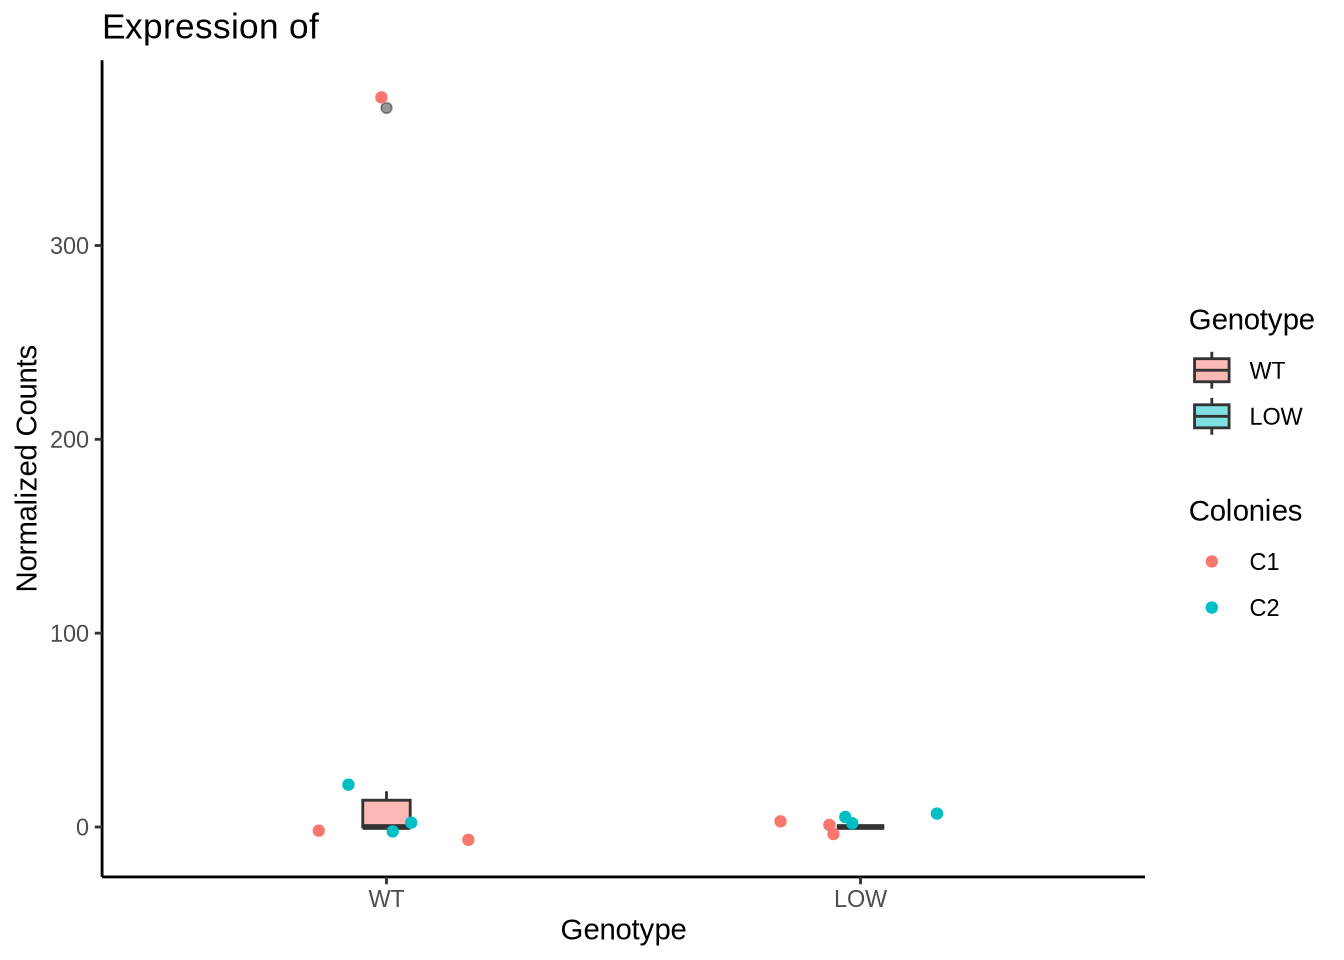 Expression of
Normalized Counts
300
200
100
0
WT
LOW
Genotype
Genotype
WT
LOW
Colonies
C1
C2